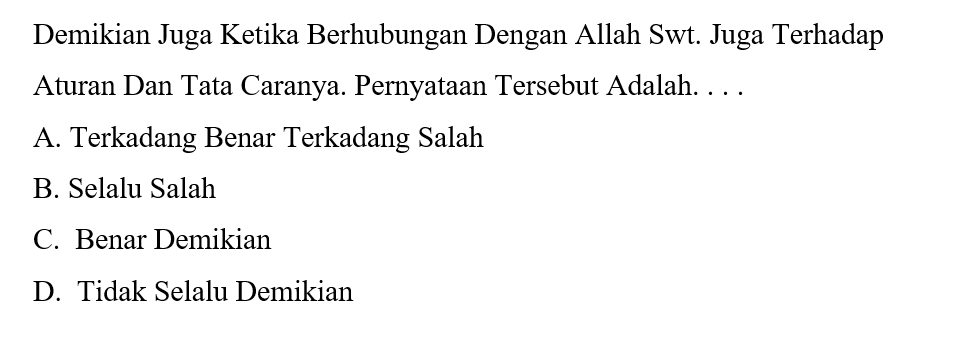 Demikian Juga Ketika Berhubungan Dengan Allah Swt. Juga Terhadap
Aturan Dan Tata Caranya. Pernyataan Tersebut Adalah. . . .
A. Terkadang Benar Terkadang Salah
B. Selalu Salah
C. Benar Demikian
D. Tidak Selalu Demikian